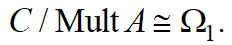 C / Mult A ≅ Ω₁.